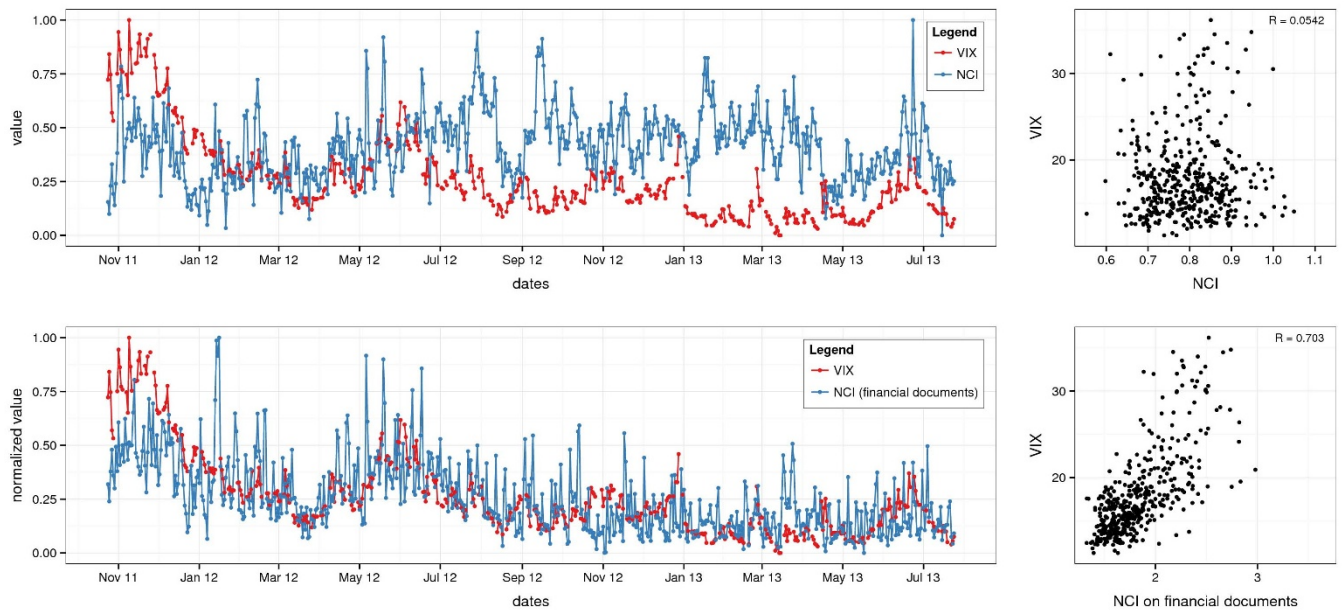 1.00
0.75
0.50
0.25
0.00
value
Legend
VIX
NCI
Nov 11 Jan 12 Mar 12 May 12 Jul 12 Sep 12 Nov 12 Jan 13 Mar 13 May 13 Jul 13
dates
R = 0.0542
30
20
VIX
0.6 0.7 0.8 0.9 1.0 1.1
NCI
1.00
0.75
0.50
0.25
0.00
normalized value
Legend
VIX
NCI (financial documents)
Nov 11 Jan 12 Mar 12 May 12 Jul 12 Sep 12 Nov 12 Jan 13 Mar 13 May 13 Jul 13
dates
R = 0.703
30
20
VIX
2 3
NCI on financial documents